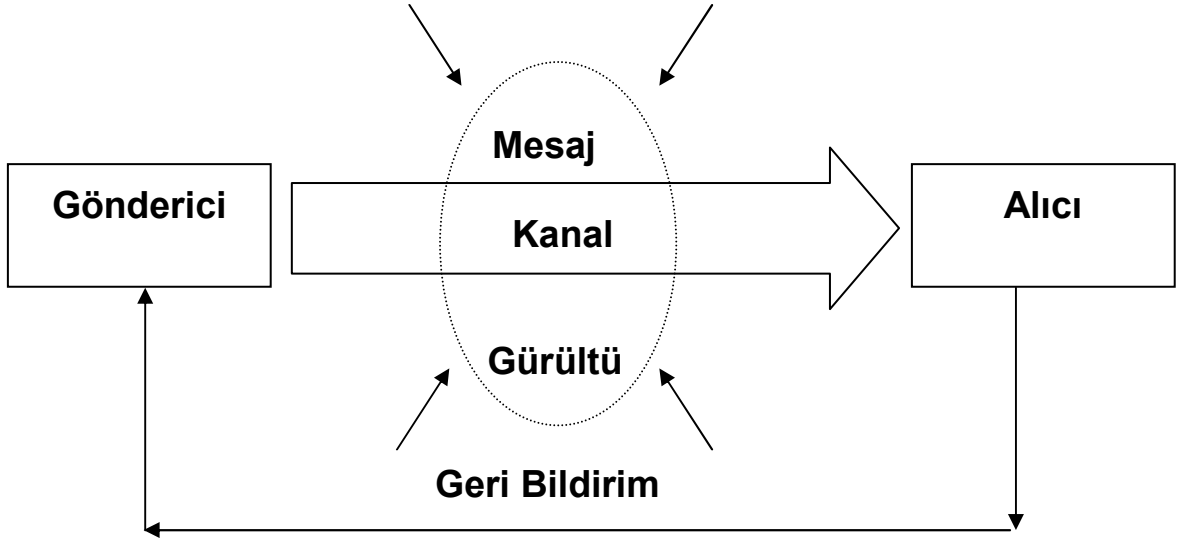 Mesaj
Gönderici
Kanal
Alıcı
Gürültü
Geri Bildirim